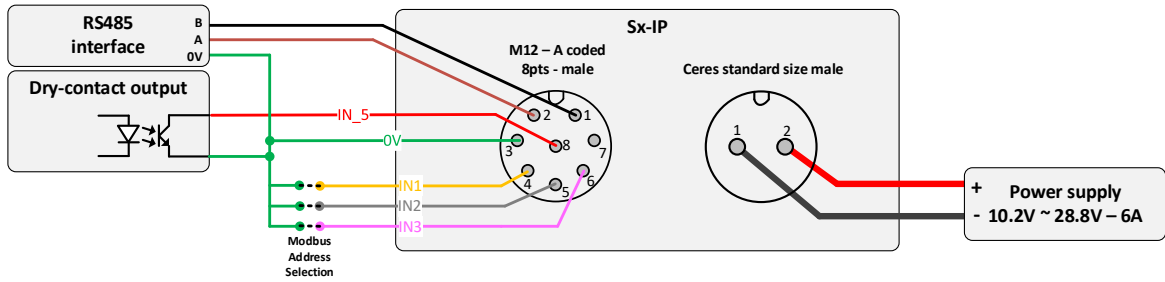 RS485
interface
B
A
0V
Dry-contact output
Sx-IP
M12 – A coded
8pts - male
Ceres standard size male
IN_5
0V
IN1
IN2
IN3
2
1
3
8
7
4
5
6
1
2
Modbus
Address
Selection
+
-
Power supply
10.2V ~ 28.8V – 6A